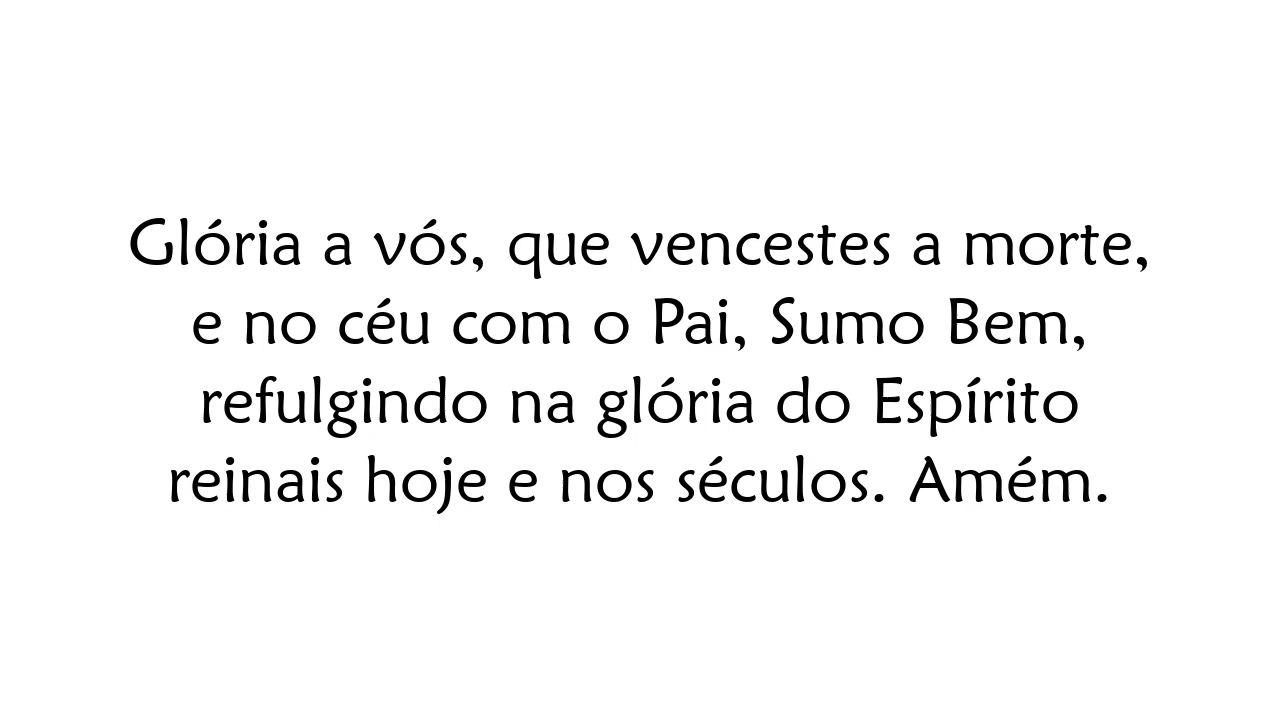 Glória a vós, que vencestes a morte,
e no céu com o Pai, Sumo Bem,
refulgindo na glória do Espírito
reinais hoje e nos séculos. Amém.